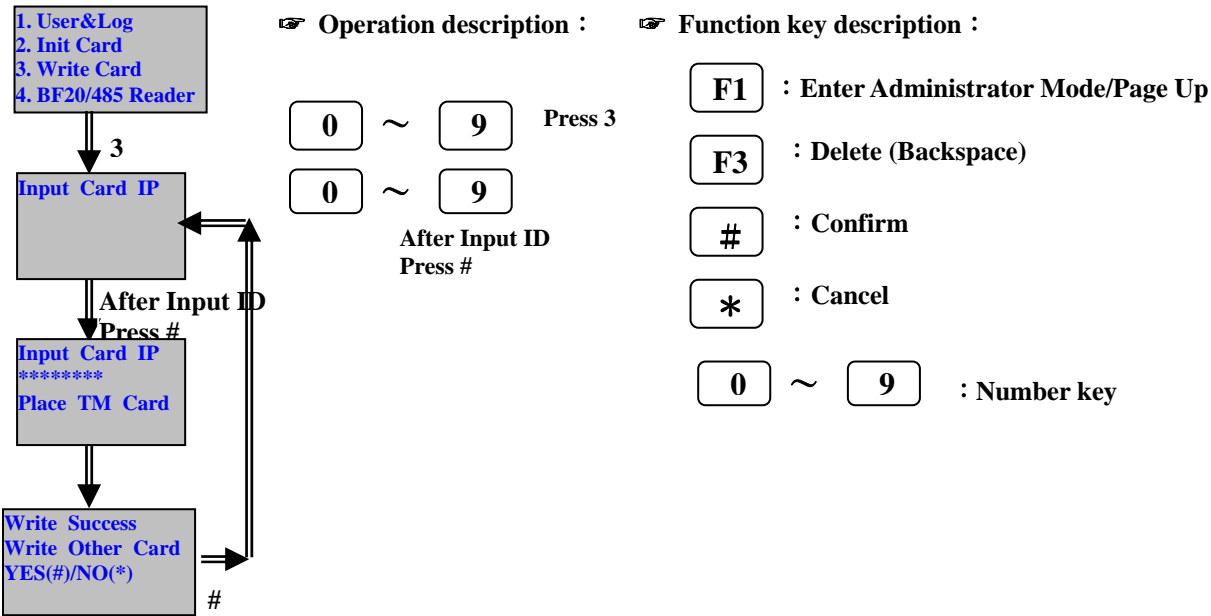 1. User&Log
2. Init Card
3. Write Card
4. BF20/485 Reader
3
Input Card IP
After Input ID
Press #
Input Card IP
********
Place TM Card
Write Success
Write Other Card
YES(#)/NO(*)
#
☞ Operation description：
0 ～ 9 Press 3
0 ～ 9
After Input ID
Press #
☞ Function key description：
F1 ：Enter Administrator Mode/Page Up
F3 ：Delete (Backspace)
# ：Confirm
* ：Cancel
0 ～ 9 ：Number key